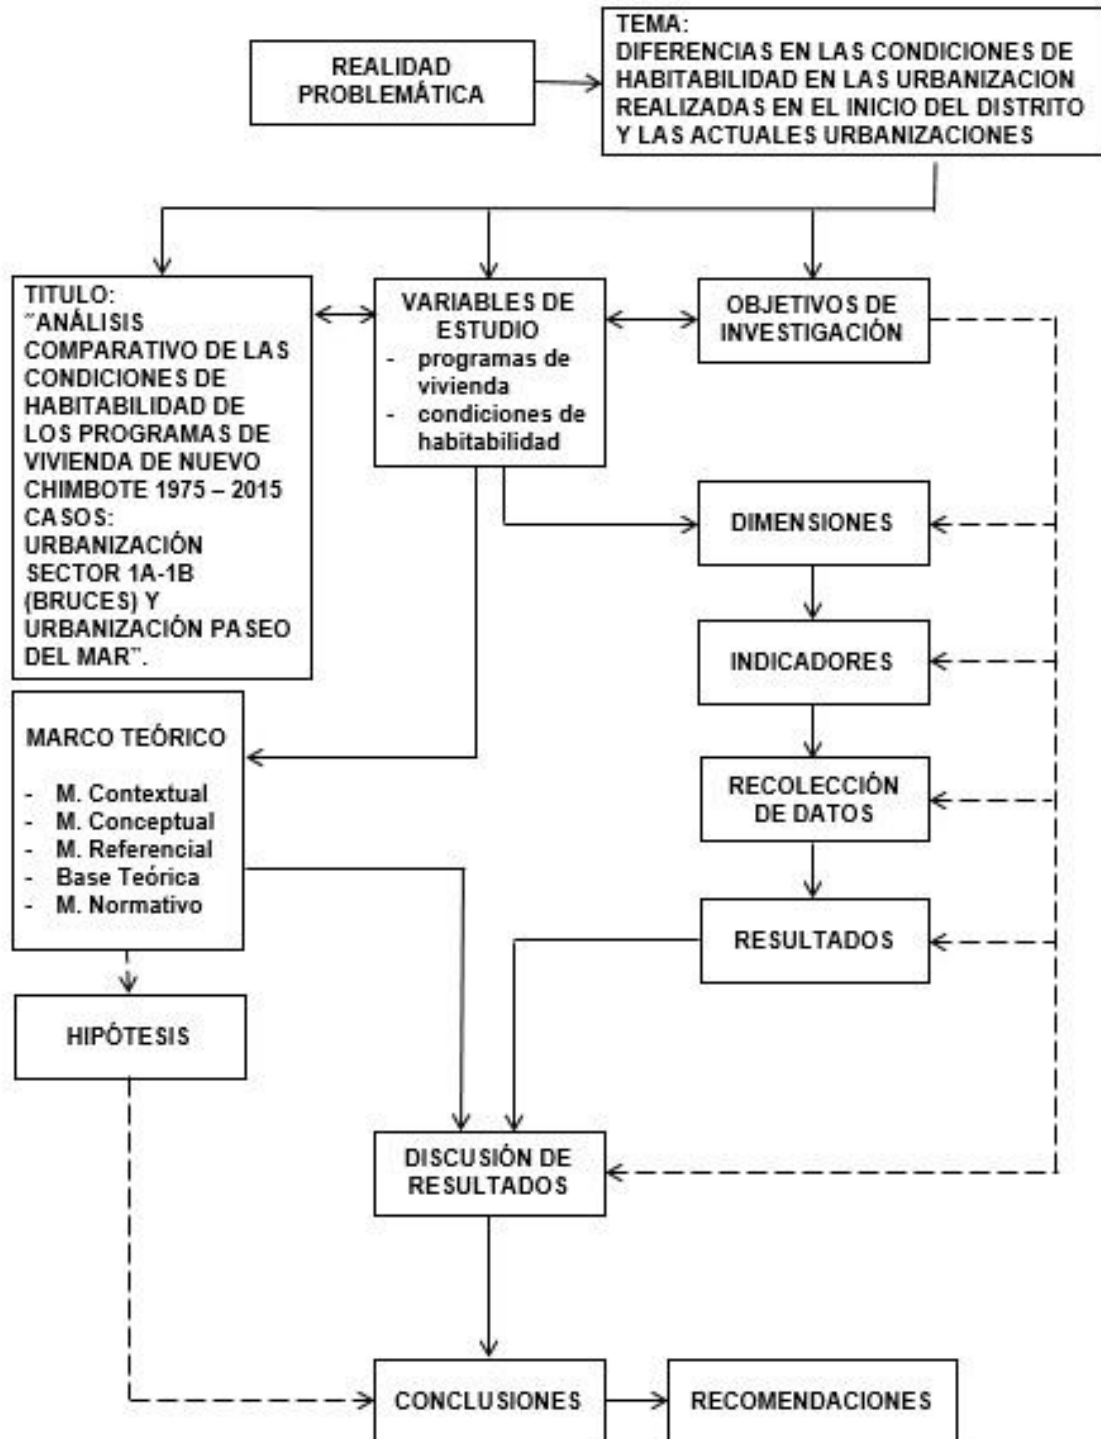 REALIDAD
PROBLEMÁTICA
TEMA:
DIFERENCIAS EN LAS CONDICIONES DE
HABITABILIDAD EN LAS URBANIZACION
REALIZADAS EN EL INICIO DEL DISTRITO
Y LAS ACTUALES URBANIZACIONES
TITULO:
"ANÁLISIS
COMPARATIVO DE LAS
CONDICIONES DE
HABITABILIDAD DE
LOS PROGRAMAS DE
VIVIENDA DE NUEVO
CHIMBOTE 1975 – 2015
CASOS:
URBANIZACIÓN
SECTOR 1A-1B
(BRUCES) Y
URBANIZACIÓN PASEO
DEL MAR".
VARIABLES DE
ESTUDIO
- programas de
vivienda
- condiciones de
habitabilidad
OBJETIVOS DE
INVESTIGACIÓN
DIMENSIONES
INDICADORES
RECOLECCIÓN
DE DATOS
RESULTADOS
MARCO TEÓRICO
- M. Contextual
- M. Conceptual
- M. Referencial
- Base Teórica
- M. Normativo
HIPÓTESIS
DISCUSIÓN DE
RESULTADOS
CONCLUSIONES
RECOMENDACIONES